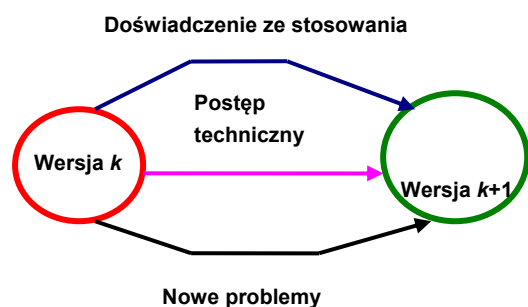 Doświadczenie ze stosowania
Postęp
techniczny
Wersja k
Wersja k+1
Nowe problemy